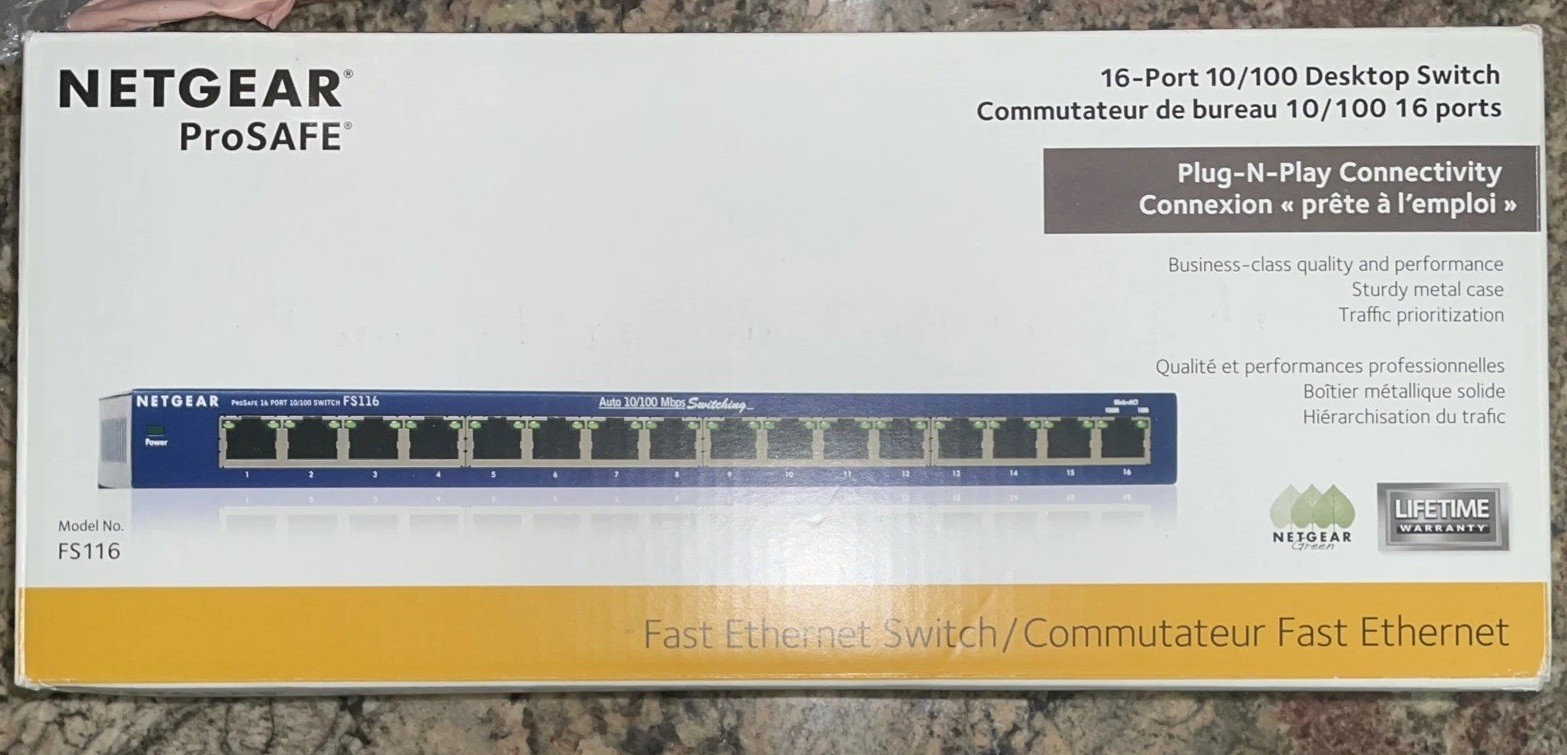 NETGEAR®
ProSAFE®
16-Port 10/100 Desktop Switch
Commutateur de bureau 10/100 16 ports
Plug-N-Play Connectivity
Connexion « prête à l'emploi »
Business-class quality and performance
Sturdy metal case
Traffic prioritization
Qualité et performances professionnelles
Boîtier métallique solide
Hiérarchisation du trafic
NETGEAR ProSafe 16 PORT 10/100 SWITCH FS116 Auto 10/100 Mbps Switching
Power
1 2 3 4 5 6 7 8 9 10 11 12 13 14 15 16
Model No.
FS116
NETGEAR
Green
LIFETIME
WARRANTY
Fast Ethernet Switch/Commutateur Fast Ethernet